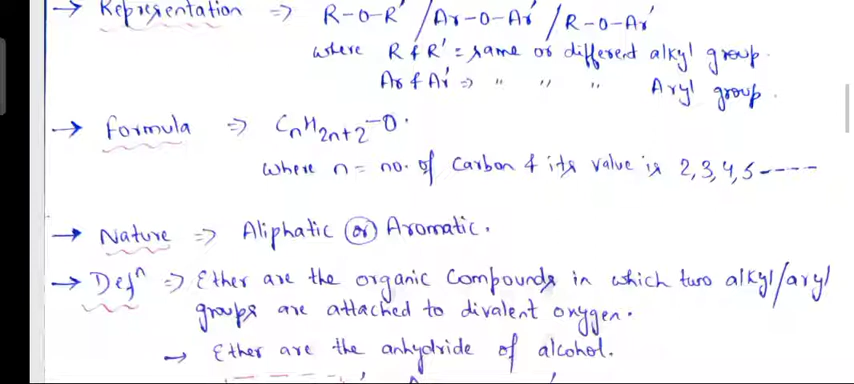 → Representation ⇒ R-O-R' / Ar-O-Ar' / R-O-Ar'
where R & R' = same or different alkyl group.
Ar & Ar' ⇒ " " " Aryl group.
→ Formula ⇒ CₙH₂ₙ₊₂-O.
where n = no. of Carbon & its value is 2,3,4,5-----
→ Nature ⇒ Aliphatic or Aromatic.
→ Defⁿ ⇒ Ether are the organic compounds in which two alkyl/aryl
groups are attached to divalent oxygen.
→ Ether are the anhydride of alcohol.